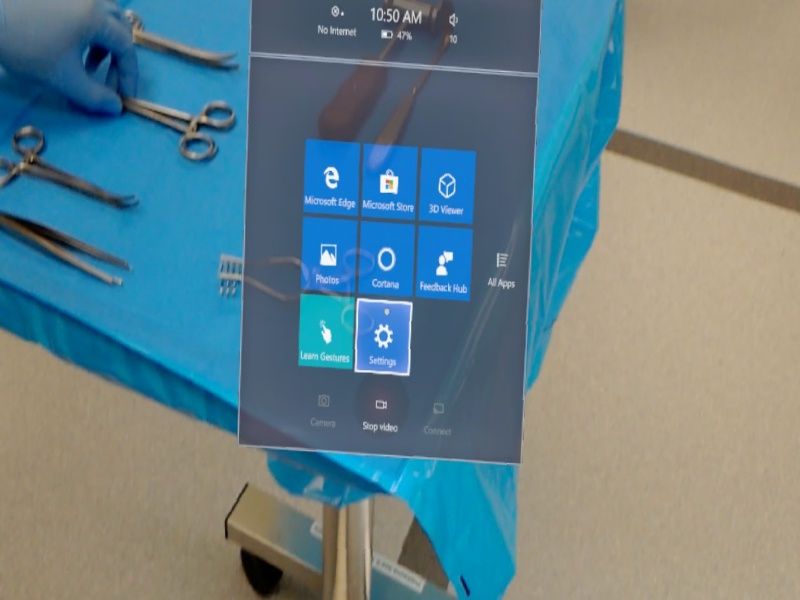 10:50 AM
No Internet
47%
10
Microsoft Edge
Microsoft Store
3D Viewer
Photos
Cortana
Feedback Hub
All Apps
Learn Gestures
Settings
Camera
Stop video
Connect